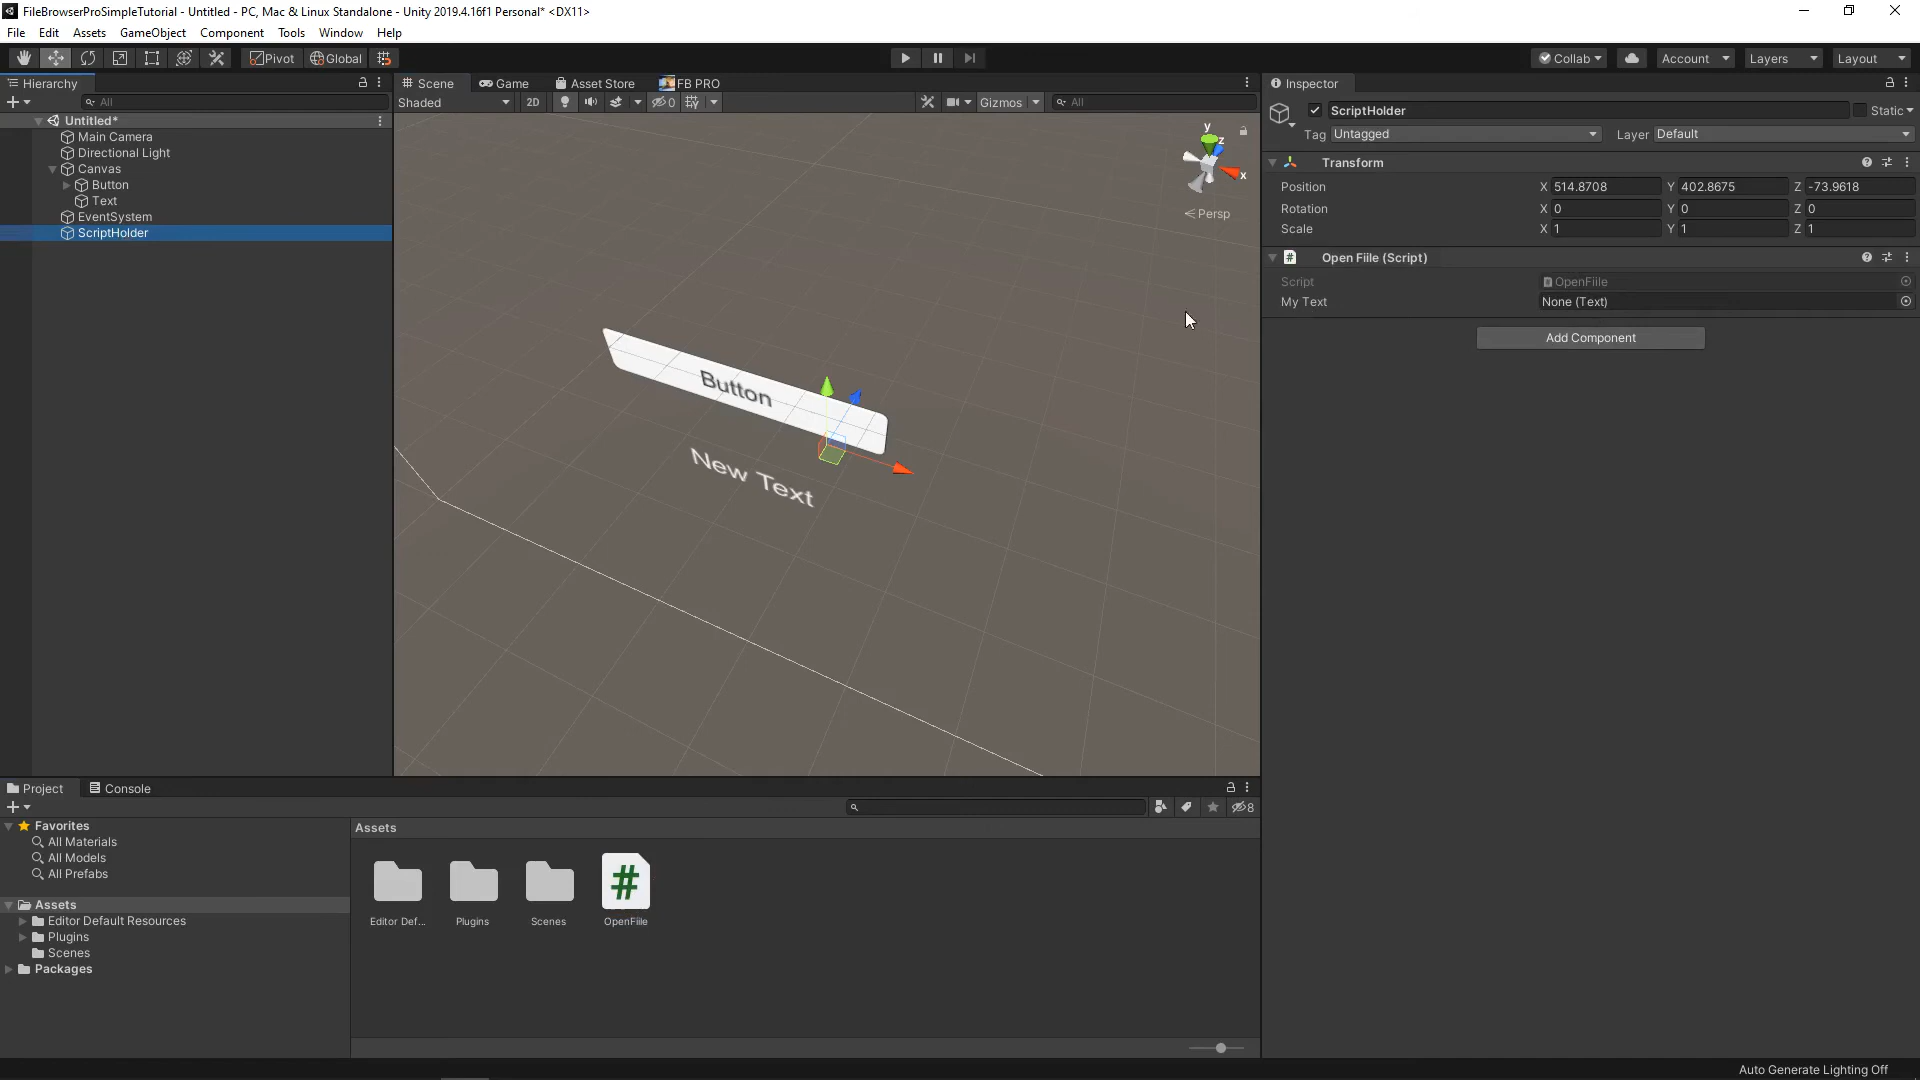 FileBrowserProSimpleTutorial - Untitled - PC, Mac & Linux Standalone - Unity 2019.4.16f1 Personal* <DX11>
File Edit Assets GameObject Component Tools Window Help
Pivot Global Collab Account Layers Layout
Hierarchy
All
Untitled*
Main Camera
Directional Light
Canvas
Button
Text
EventSystem
ScriptHolder
Scene Game Asset Store FB PRO
Shaded 2D 0 Gizmos All
y
z
x
Persp
Button
New Text
Inspector
ScriptHolder Static
Tag Untagged Layer Default
Transform
Position X 514.8708 Y 402.8675 Z -73.9618
Rotation X 0 Y 0 Z 0
Scale X 1 Y 1 Z 1
# Open Fiile (Script)
Script OpenFiile
My Text None (Text)
Add Component
Project Console
8
Favorites
All Materials
All Models
All Prefabs
Assets
Editor Default Resources
Plugins
Scenes
Packages
Assets
#
Editor Def... Plugins Scenes OpenFiile
Auto Generate Lighting Off